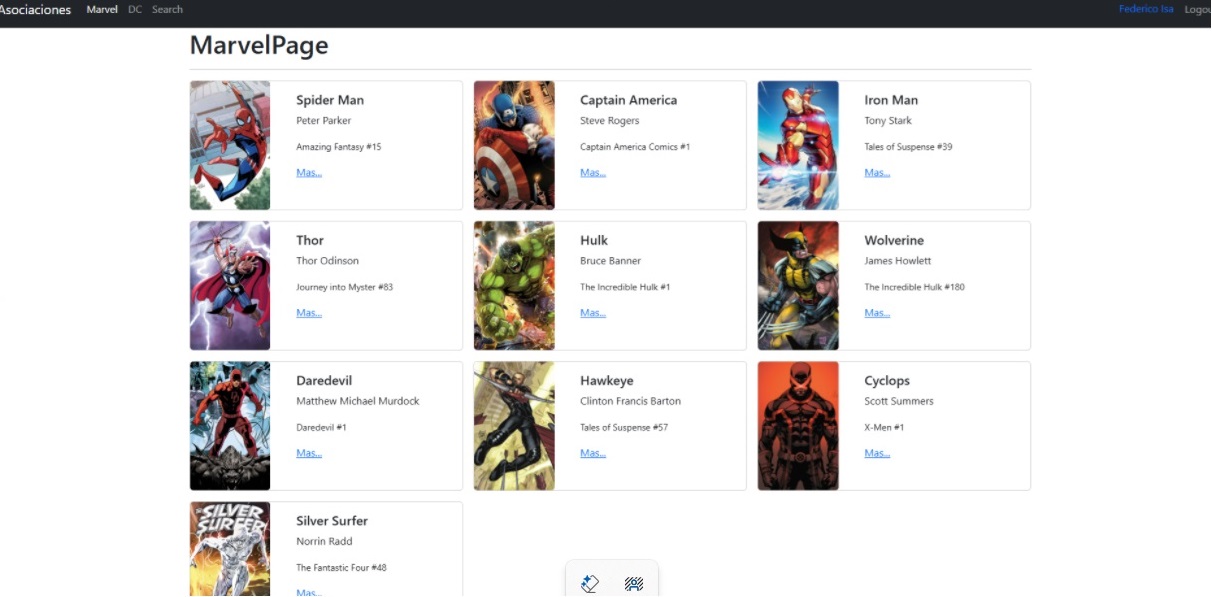 Asociaciones Marvel DC Search Federico Isa Logou
MarvelPage
Spider Man
Peter Parker
Amazing Fantasy #15
Mas...
Captain America
Steve Rogers
Captain America Comics #1
Mas...
Iron Man
Tony Stark
Tales of Suspense #39
Mas...
Thor
Thor Odinson
Journey into Myster #83
Mas...
Hulk
Bruce Banner
The Incredible Hulk #1
Mas...
Wolverine
James Howlett
The Incredible Hulk #180
Mas...
Daredevil
Matthew Michael Murdock
Daredevil #1
Mas...
Hawkeye
Clinton Francis Barton
Tales of Suspense #57
Mas...
Cyclops
Scott Summers
X-Men #1
Mas...
SILVER
SURFER
Silver Surfer
Norrin Radd
The Fantastic Four #48
Mas...